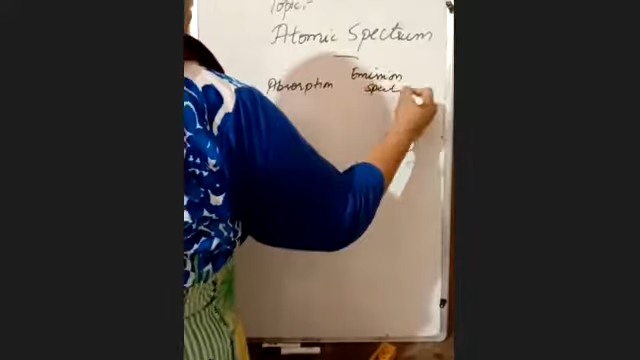 Topic:-
Atomic Spectrum
Absorption
Emission
spect